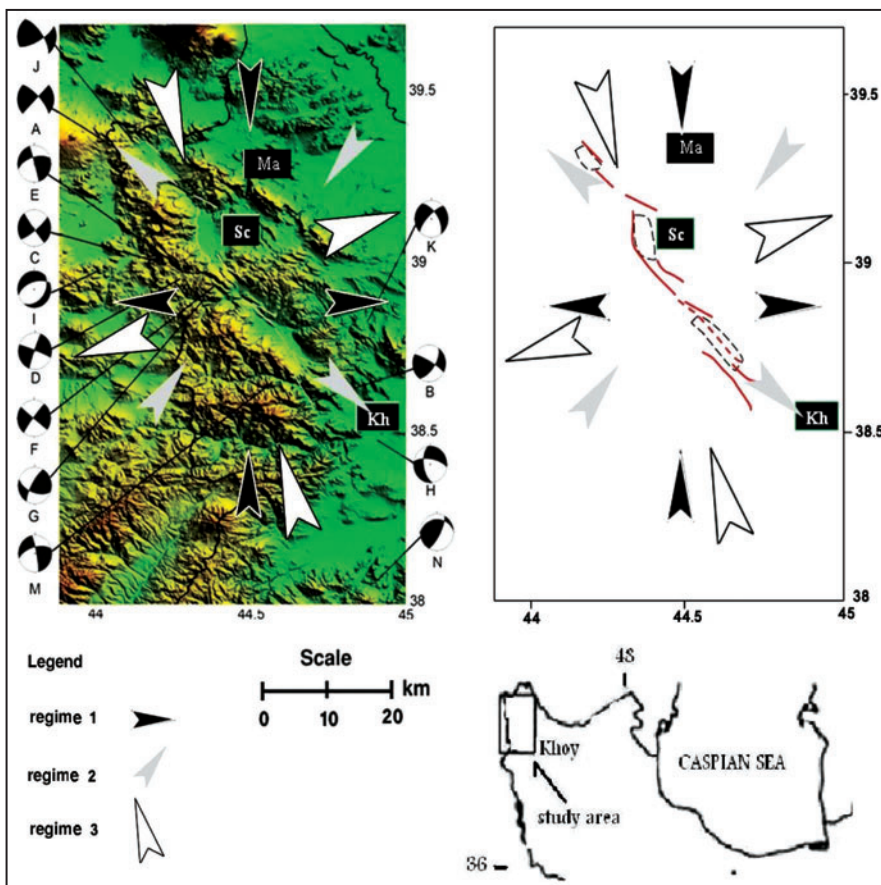 J
A
E
C
I
D
F
G
M
Ma
Sc
Kh
K
B
H
N
39.5
39
38.5
38
44
44.5
45
Ma
Sc
Kh
39.5
39
38.5
38
44
44.5
45
Legend
regime 1
regime 2
regime 3
Scale
km
0 10 20
48
Khoy
CASPIAN SEA
study area
36